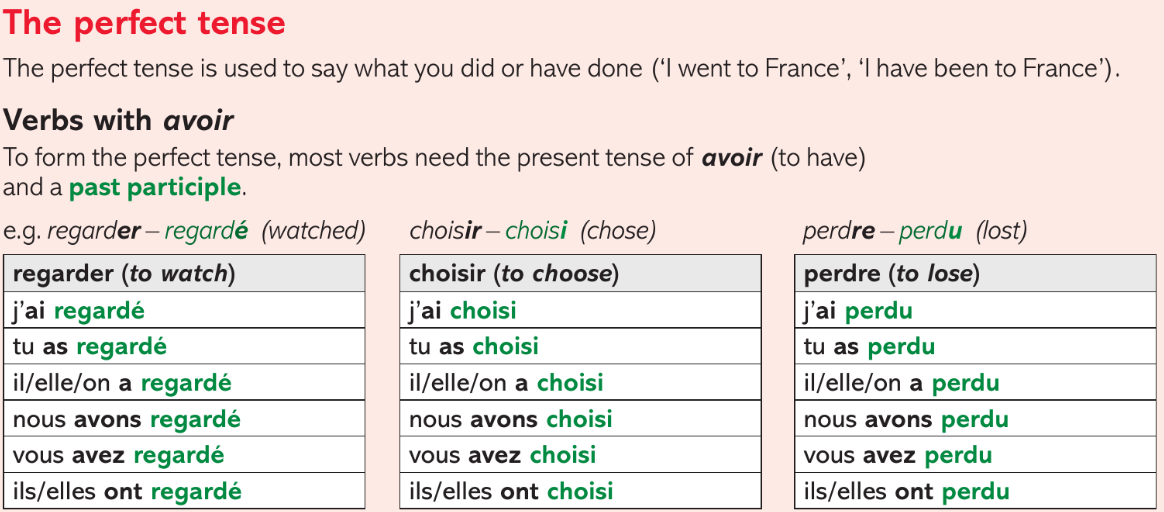 The perfect tense
The perfect tense is used to say what you did or have done (‘I went to France’, ‘I have been to France’).
Verbs with avoir
To form the perfect tense, most verbs need the present tense of avoir (to have)
and a past participle.
e.g. regarder – regardé (watched)
choisir – choisi (chose)
perdre – perdu (lost)
regarder (to watch)
j’ai regardé
tu as regardé
il/elle/on a regardé
nous avons regardé
vous avez regardé
ils/elles ont regardé
choisir (to choose)
j’ai choisi
tu as choisi
il/elle/on a choisi
nous avons choisi
vous avez choisi
ils/elles ont choisi
perdre (to lose)
j’ai perdu
tu as perdu
il/elle/on a perdu
nous avons perdu
vous avez perdu
ils/elles ont perdu